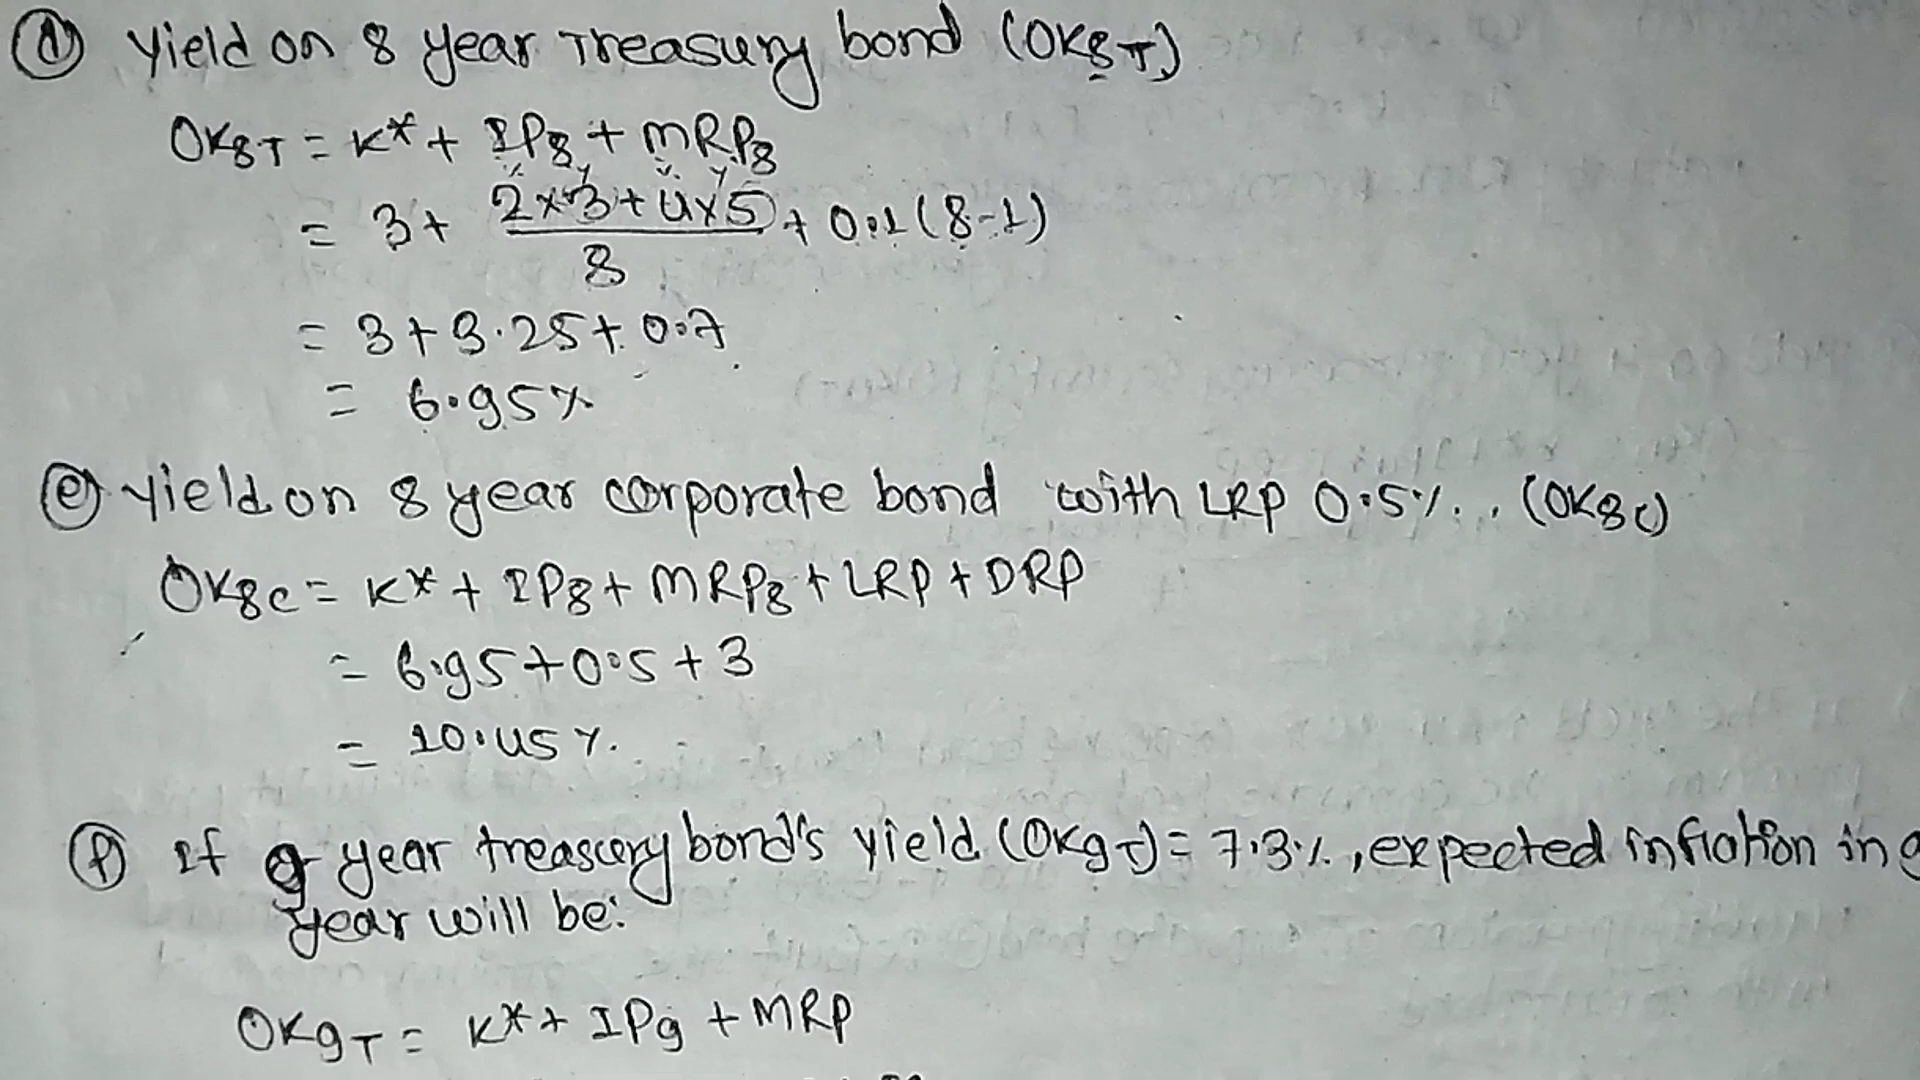 (d) Yield on 8 year Treasury bond (OK8T)
OK8T = K* + IP8 + MRP8
= 3 + (2×3+4×5)/8 + 0.1(8-1)
= 3 + 3.25 + 0.7
= 6.95%
(e) Yield on 8 year corporate bond with LRP 0.5%.. (OK8C)
OK8C = K* + IP8 + MRP8 + LRP + DRP
= 6.95 + 0.5 + 3
= 10.45%.
(f) If 9 year treasury bond's yield (OK9T) = 7.3%, expected inflation in 9
year will be:
OK9T = K* + IP9 + MRP